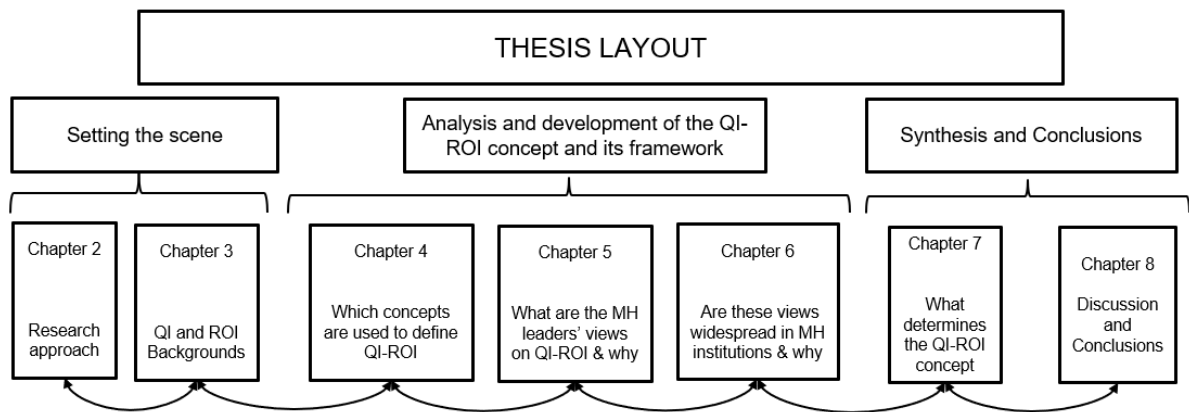 THESIS LAYOUT
Setting the scene
Analysis and development of the QI-
ROI concept and its framework
Synthesis and Conclusions
Chapter 2
Research
approach
Chapter 3
QI and ROI
Backgrounds
Chapter 4
Which concepts
are used to define
QI-ROI
Chapter 5
What are the MH
leaders' views
on QI-ROI & why
Chapter 6
Are these views
widespread in MH
institutions & why
Chapter 7
What
determines
the QI-ROI
concept
Chapter 8
Discussion
and
Conclusions